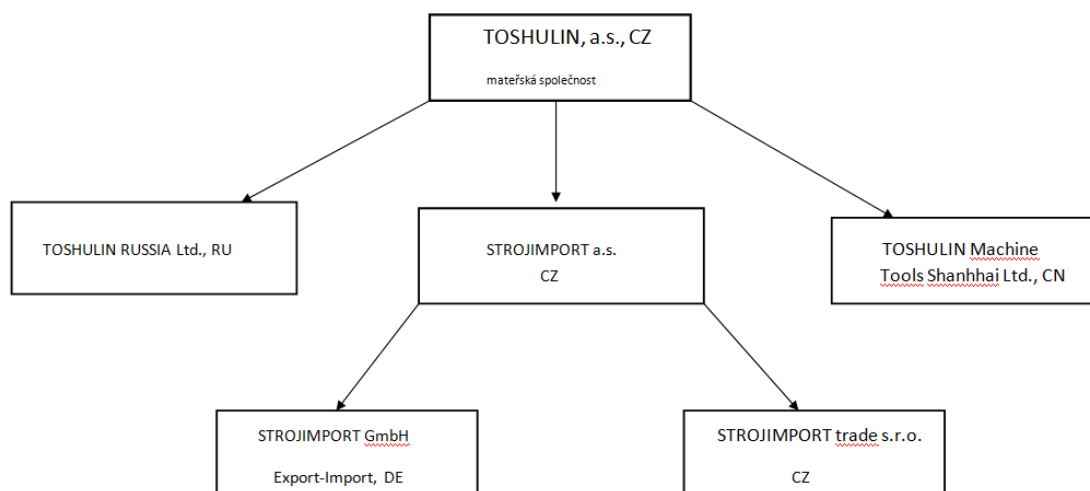 TOSHULIN, a.s., CZ
mateřská společnost
TOSHULIN RUSSIA Ltd., RU
STROJIMPORT a.s.
CZ
TOSHULIN Machine
Tools Shanhhai Ltd., CN
STROJIMPORT GmbH
Export-Import, DE
STROJIMPORT trade s.r.o.
CZ